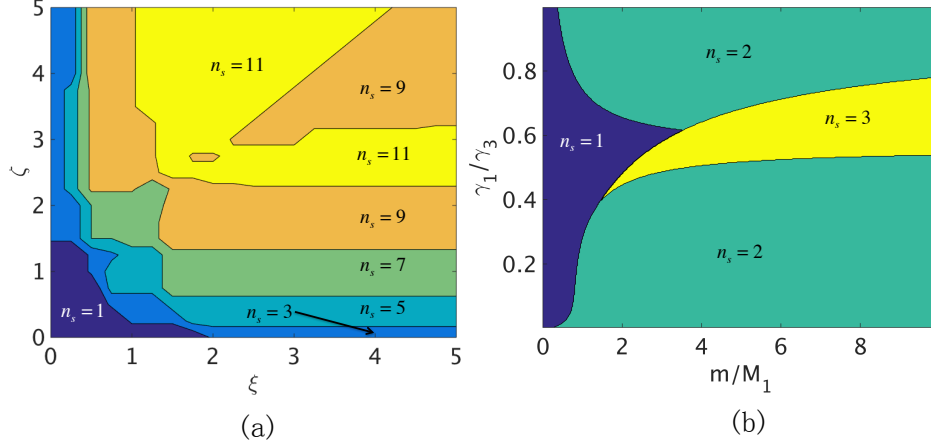 (a)
5
4
3
2
1
0
ζ
n_s = 11
n_s = 9
n_s = 11
n_s = 9
n_s = 7
n_s = 1
n_s = 3
n_s = 5
0 1 2 3 4 5
ξ
(a)
(b)
0.8
0.6
0.4
0.2
γ_1/γ_3
n_s = 2
n_s = 3
n_s = 1
n_s = 2
0 2 4 6 8
m/M_1
(b)